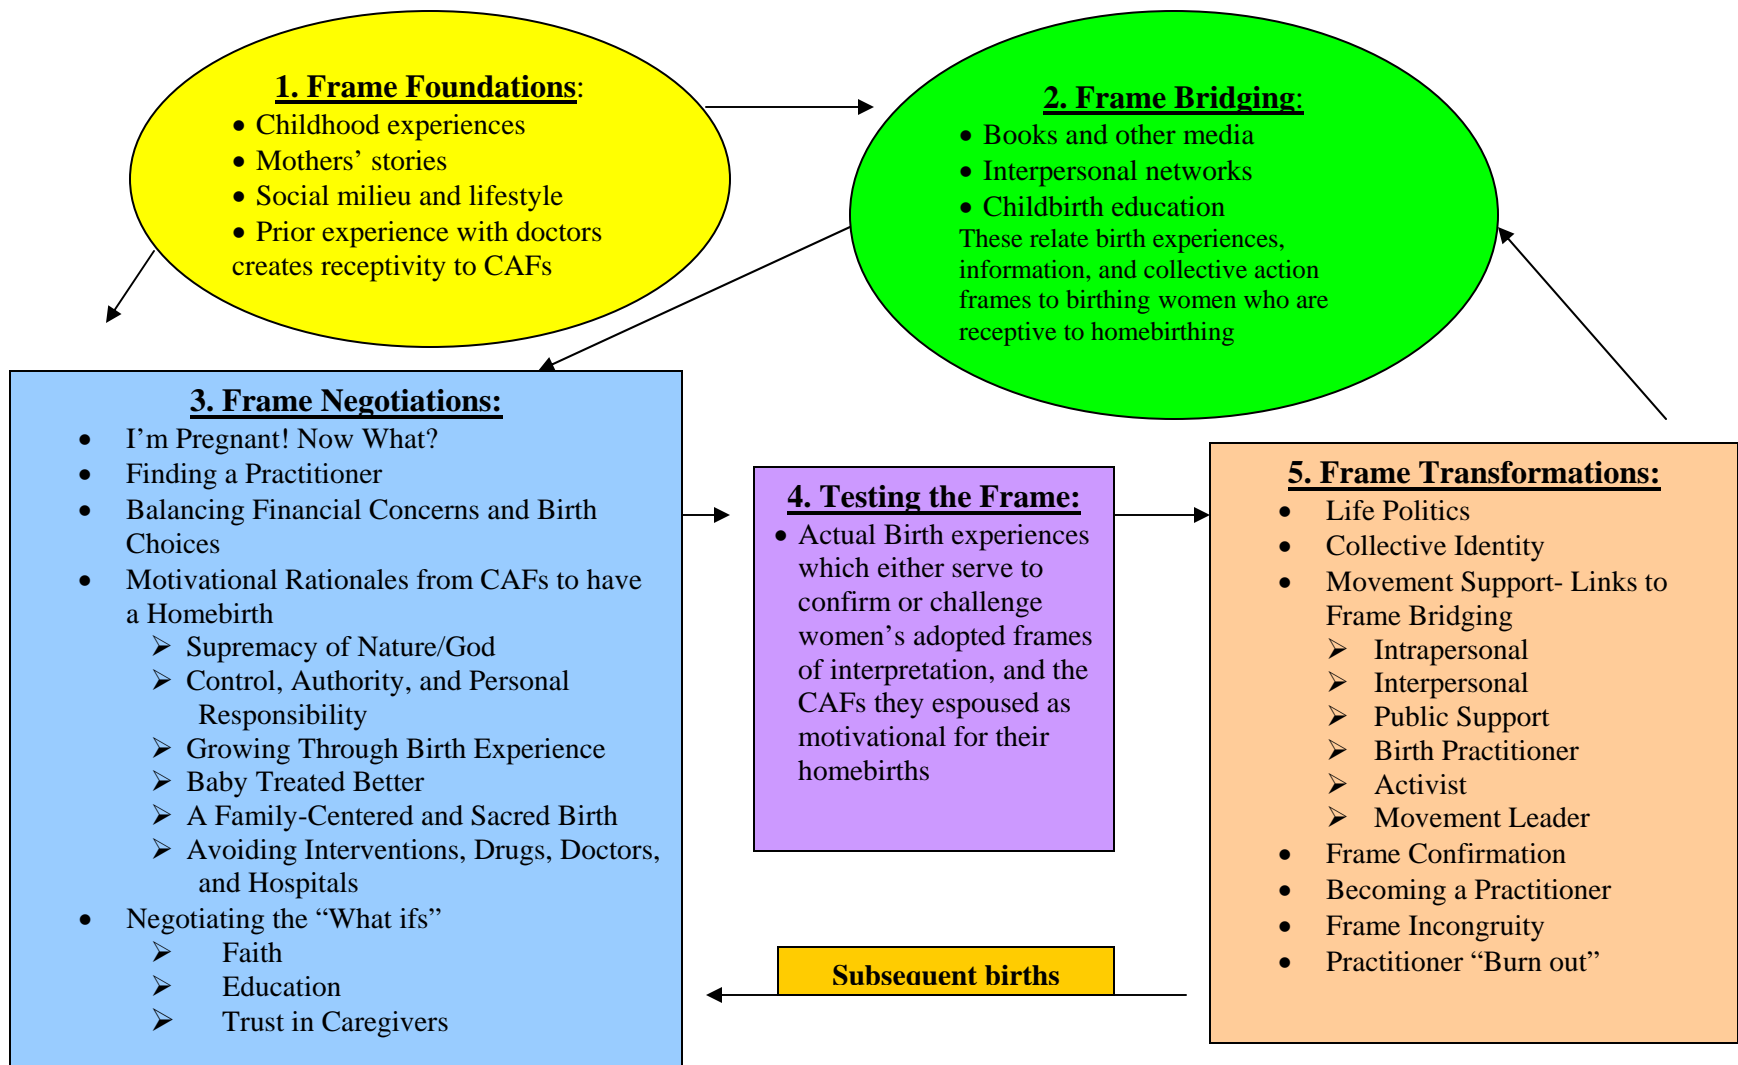 1. Frame Foundations:
• Childhood experiences
• Mothers’ stories
• Social milieu and lifestyle
• Prior experience with doctors
creates receptivity to CAFs
2. Frame Bridging:
• Books and other media
• Interpersonal networks
• Childbirth education
These relate birth experiences,
information, and collective action
frames to birthing women who are
receptive to homebirthing
3. Frame Negotiations:
• I’m Pregnant! Now What?
• Finding a Practitioner
• Balancing Financial Concerns and Birth
Choices
• Motivational Rationales from CAFs to have
a Homebirth
➢ Supremacy of Nature/God
➢ Control, Authority, and Personal
Responsibility
➢ Growing Through Birth Experience
➢ Baby Treated Better
➢ A Family-Centered and Sacred Birth
➢ Avoiding Interventions, Drugs, Doctors,
and Hospitals
• Negotiating the “What ifs”
➢ Faith
➢ Education
➢ Trust in Caregivers
4. Testing the Frame:
• Actual Birth experiences
which either serve to
confirm or challenge
women’s adopted frames
of interpretation, and the
CAFs they espoused as
motivational for their
homebirths
5. Frame Transformations:
• Life Politics
• Collective Identity
• Movement Support- Links to
Frame Bridging
➢ Intrapersonal
➢ Interpersonal
➢ Public Support
➢ Birth Practitioner
➢ Activist
➢ Movement Leader
• Frame Confirmation
• Becoming a Practitioner
• Frame Incongruity
• Practitioner “Burn out”
Subsequent births